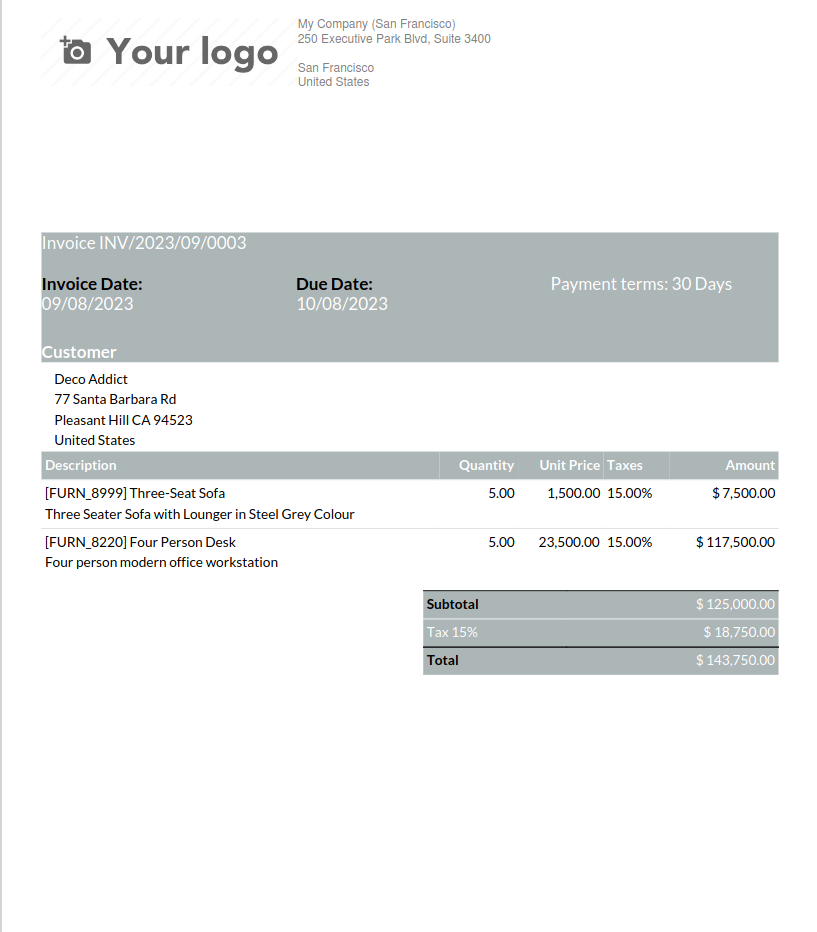 Your logo
My Company (San Francisco)
250 Executive Park Blvd, Suite 3400
San Francisco
United States
Invoice INV/2023/09/0003
Invoice Date: Due Date: Payment terms: 30 Days
09/08/2023 10/08/2023
Customer
Deco Addict
77 Santa Barbara Rd
Pleasant Hill CA 94523
United States
Description Quantity Unit Price Taxes Amount
[FURN_8999] Three-Seat Sofa 5.00 1,500.00 15.00% $ 7,500.00
Three Seater Sofa with Lounger in Steel Grey Colour
[FURN_8220] Four Person Desk 5.00 23,500.00 15.00% $ 117,500.00
Four person modern office workstation
Subtotal $ 125,000.00
Tax 15% $ 18,750.00
Total $ 143,750.00